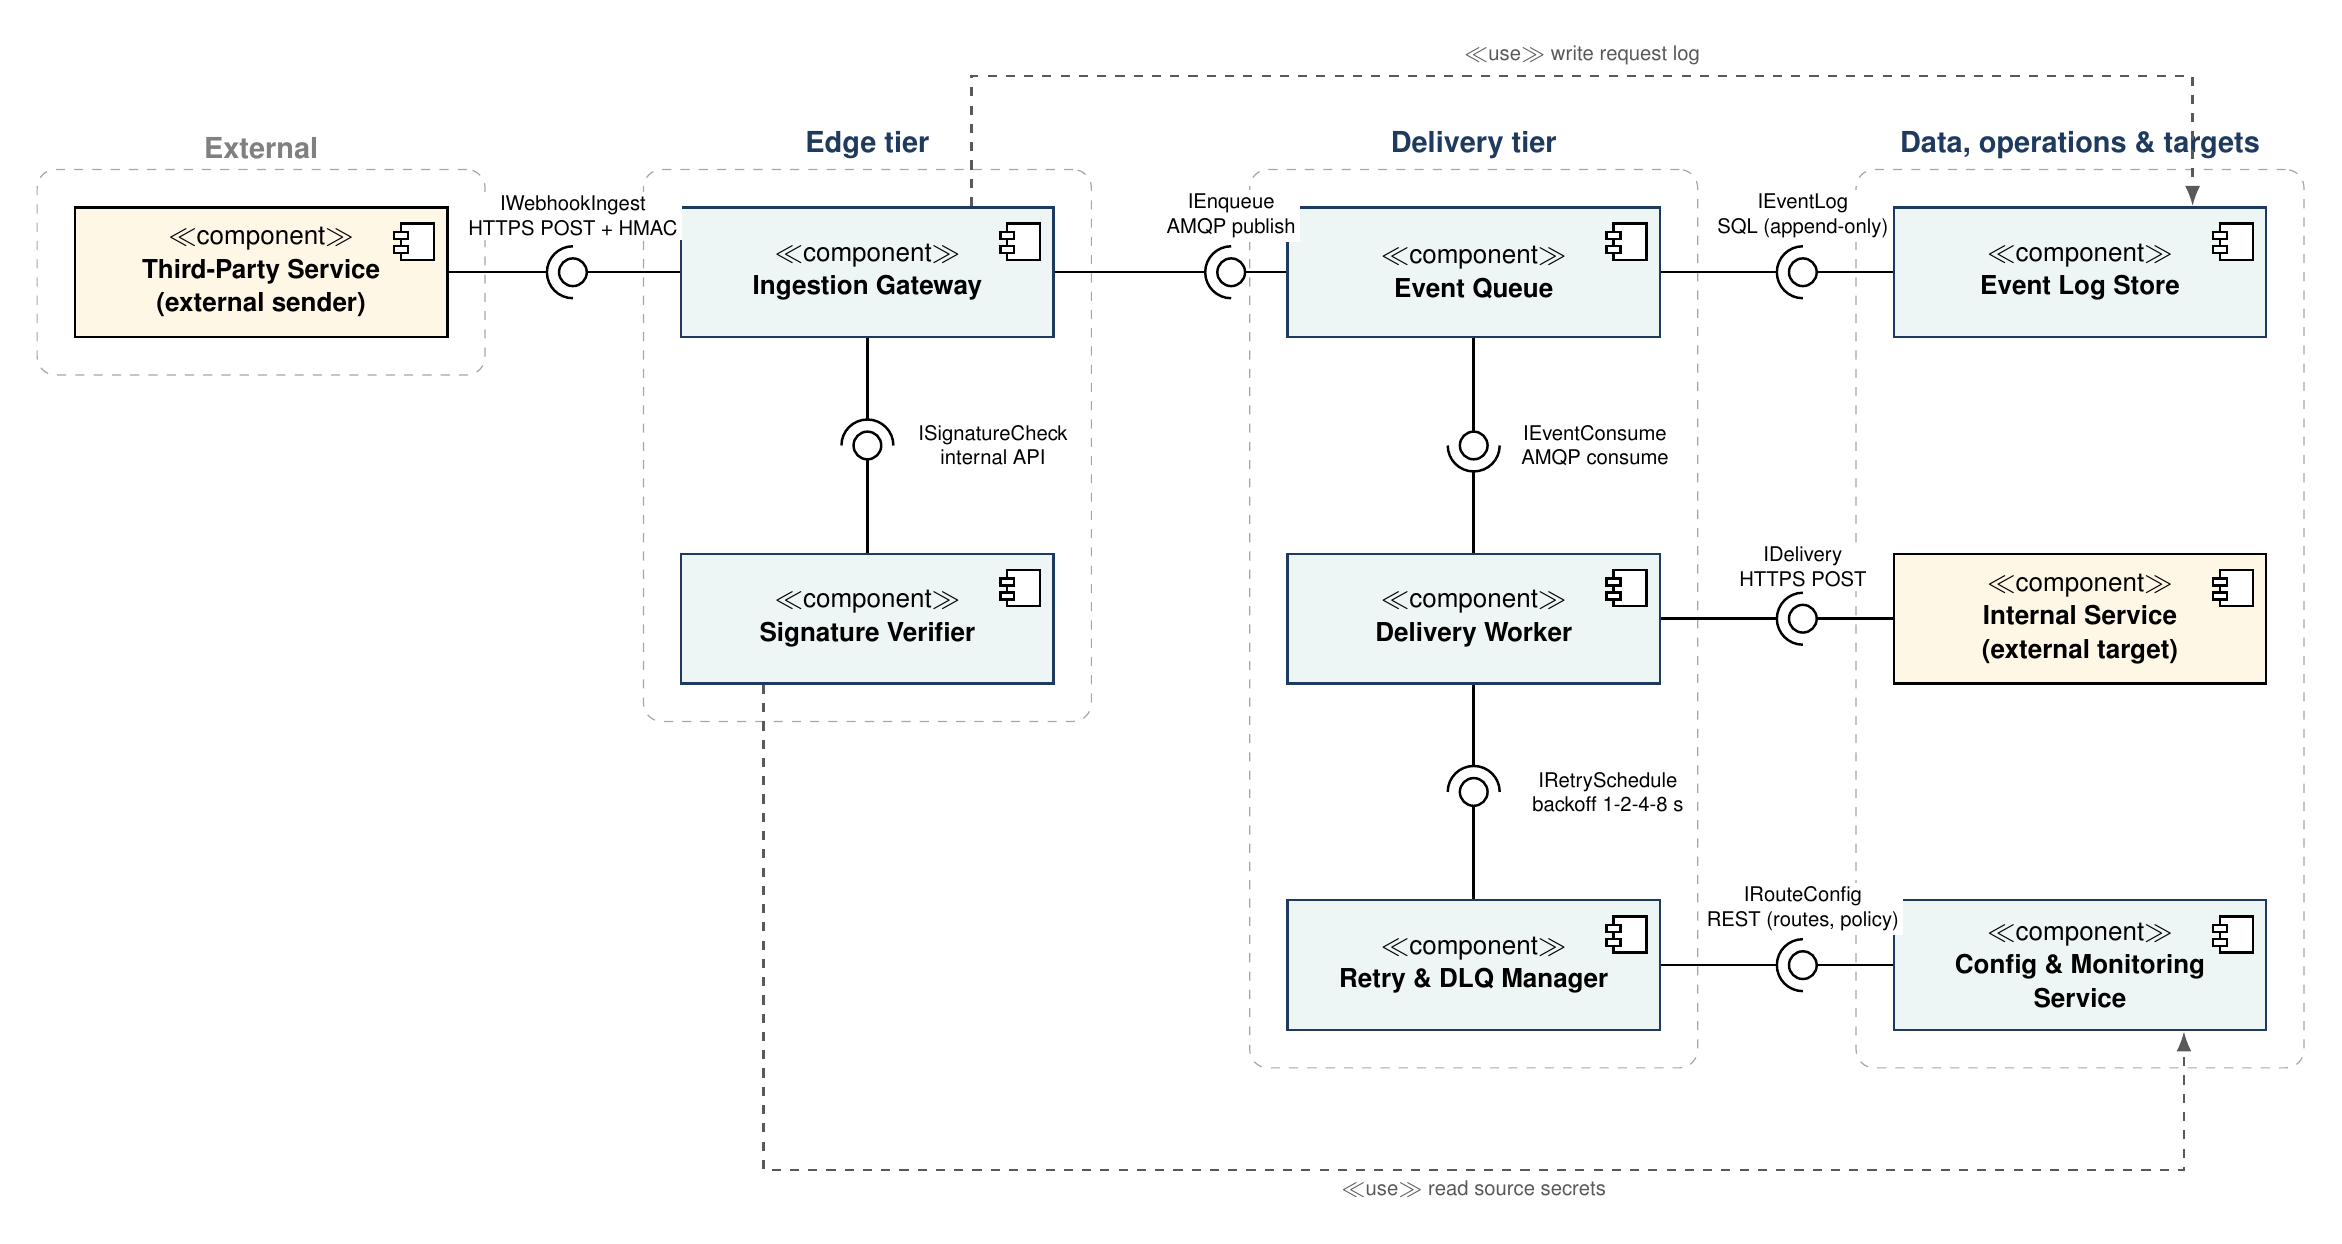 ≪use≫ write request log
External
Edge tier
Delivery tier
Data, operations & targets
≪component≫
Third-Party Service
(external sender)
IWebhookIngest
HTTPS POST + HMAC
≪component≫
Ingestion Gateway
IEnqueue
AMQP publish
≪component≫
Event Queue
IEventLog
SQL (append-only)
≪component≫
Event Log Store
ISignatureCheck
internal API
IEventConsume
AMQP consume
≪component≫
Signature Verifier
≪component≫
Delivery Worker
IDelivery
HTTPS POST
≪component≫
Internal Service
(external target)
IRetrySchedule
backoff 1-2-4-8 s
≪component≫
Retry & DLQ Manager
IRouteConfig
REST (routes, policy)
≪component≫
Config & Monitoring
Service
≪use≫ read source secrets